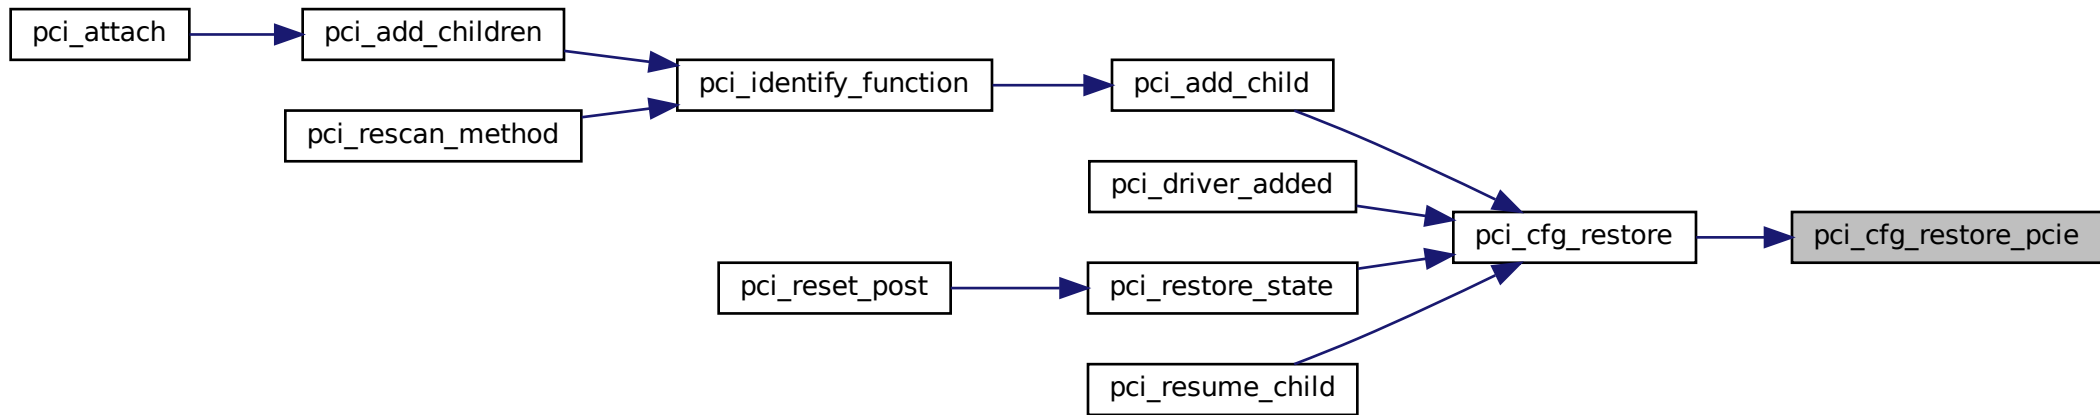 pci_attach
pci_add_children
pci_identify_function
pci_add_child
pci_rescan_method
pci_driver_added
pci_cfg_restore
pci_cfg_restore_pcie
pci_reset_post
pci_restore_state
pci_resume_child